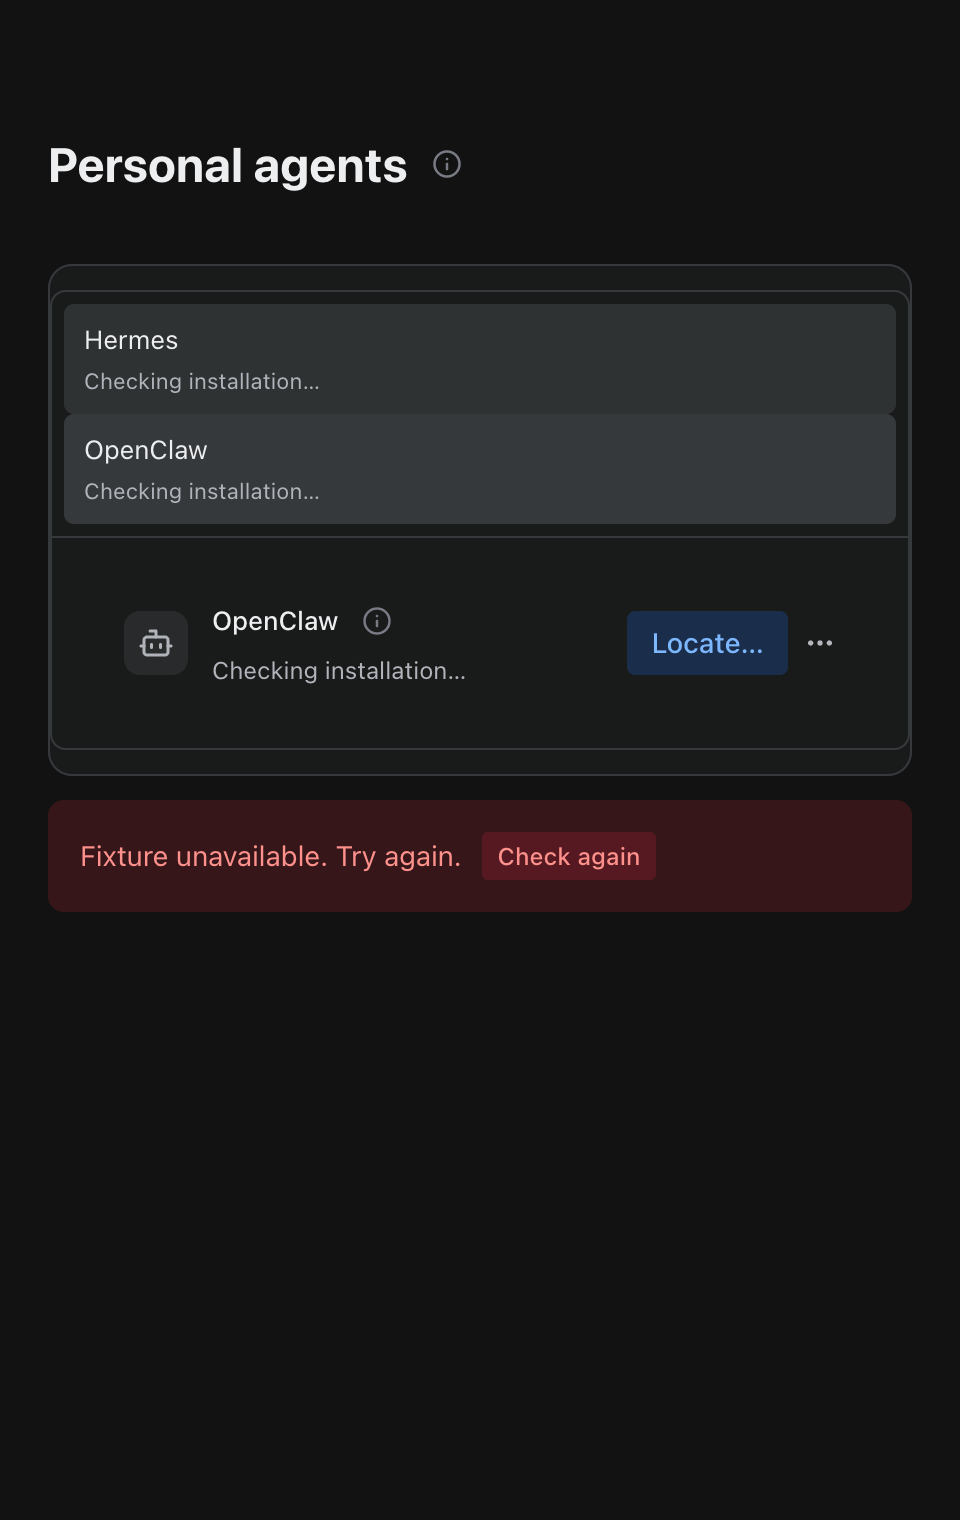 Personal agents
Hermes
Checking installation...
OpenClaw
Checking installation...
OpenClaw
Checking installation...
Locate...
Fixture unavailable. Try again.
Check again